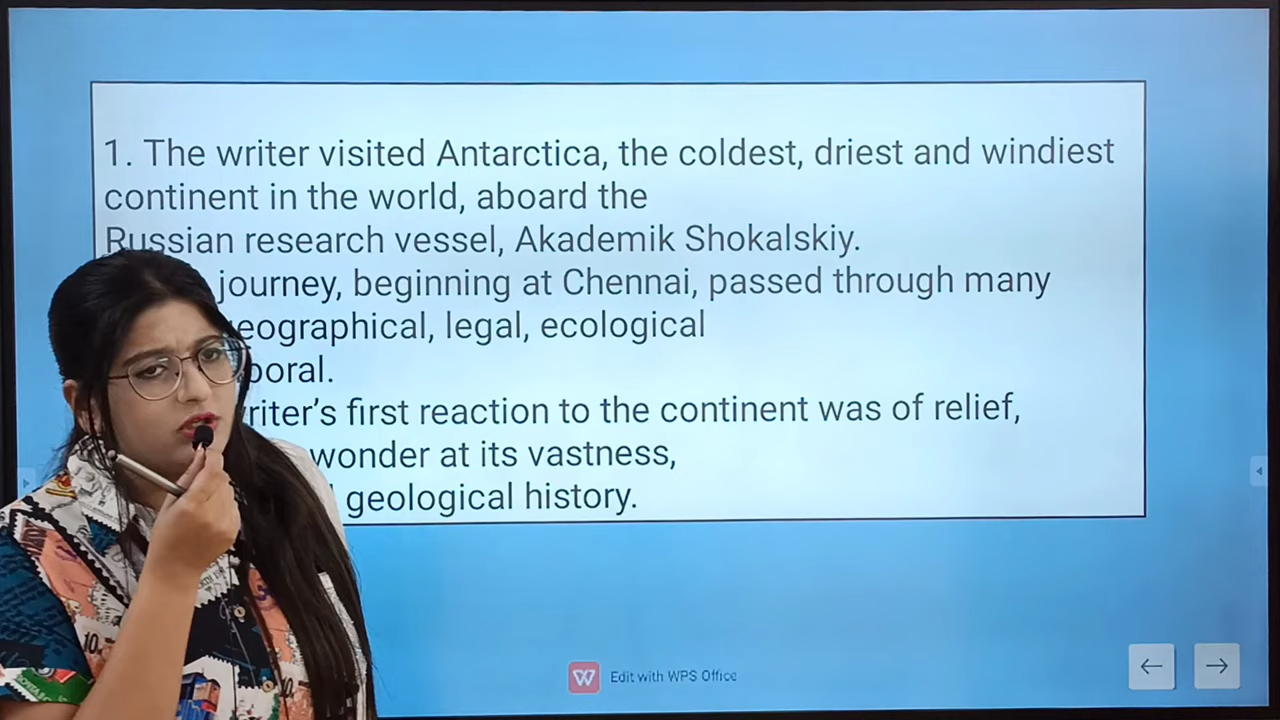 1. The writer visited Antarctica, the coldest, driest and windiest
continent in the world, aboard the
Russian research vessel, Akademik Shokalskiy.
journey, beginning at Chennai, passed through many
eographical, legal, ecological
poral.
riter's first reaction to the continent was of relief,
wonder at its vastness,
geological history.
10
Edit with WPS Office